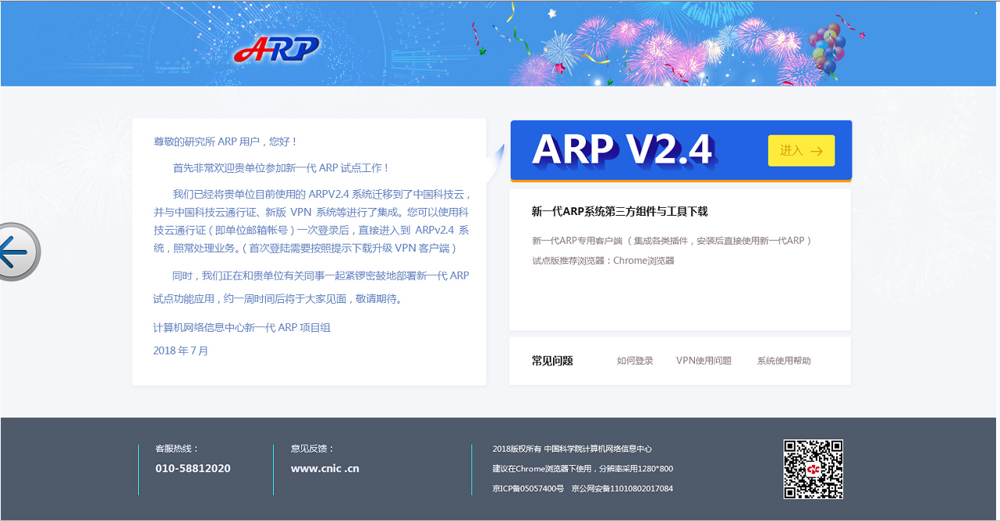 ARP
尊敬的研究所 ARP 用户，您好！
首先非常欢迎贵单位参加新一代 ARP 试点工作！
我们已经将贵单位目前使用的 ARPV2.4 系统迁移到了中国科技云，
并与中国科技云通行证、新版 VPN 系统等进行了集成。您可以使用科
技云通行证（即单位邮箱帐号）一次登录后，直接进入到 ARPv2.4 系
统，照常处理业务。（首次登陆需要按照提示下载升级 VPN 客户端）
同时，我们正在和贵单位有关同事一起紧锣密鼓地部署新一代 ARP
试点功能应用，约一周时间后将于大家见面，敬请期待。
计算机网络信息中心新一代 ARP 项目组
2018 年 7 月
ARP V2.4
进入 →
新一代ARP系统第三方组件与工具下载
新一代ARP专用客户端 （ 集成各类插件，安装后直接使用新一代ARP ）
试点版推荐浏览器：Chrome浏览器
常见问题 如何登录 VPN使用问题 系统使用帮助
客服热线：
010-58812020
意见反馈：
www.cnic .cn
2018版权所有 中国科学院计算机网络信息中心
建议在Chrome浏览器下使用，分辨率采用1280*800
京ICP备05057400号 京公网安备11010802017084